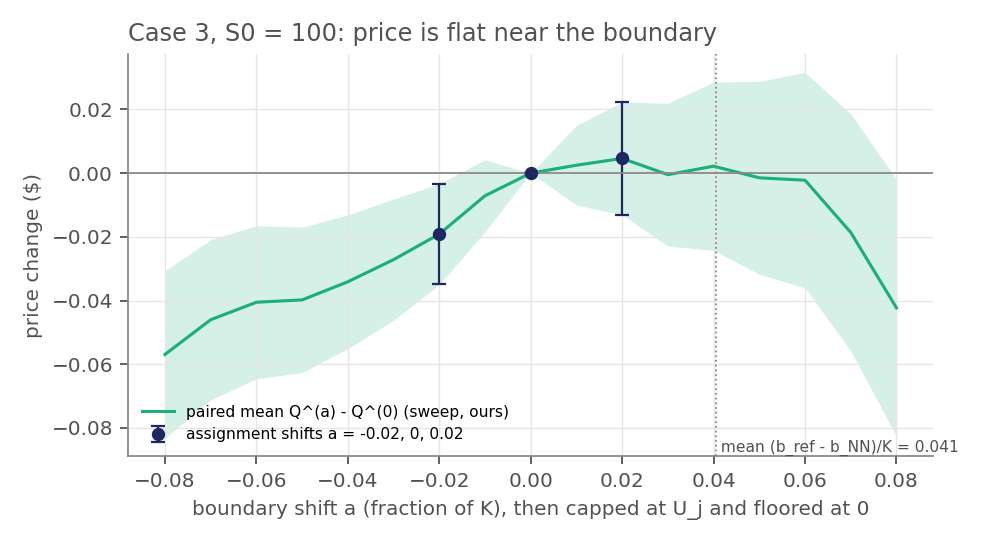 Case 3, S0 = 100: price is flat near the boundary
price change ($)
0.02
0.00
−0.02
−0.04
−0.06
−0.08
paired mean Q^(a) - Q^(0) (sweep, ours)
assignment shifts a = -0.02, 0, 0.02
mean (b_ref - b_NN)/K = 0.041
−0.08 −0.06 −0.04 −0.02 0.00 0.02 0.04 0.06 0.08
boundary shift a (fraction of K), then capped at U_j and floored at 0